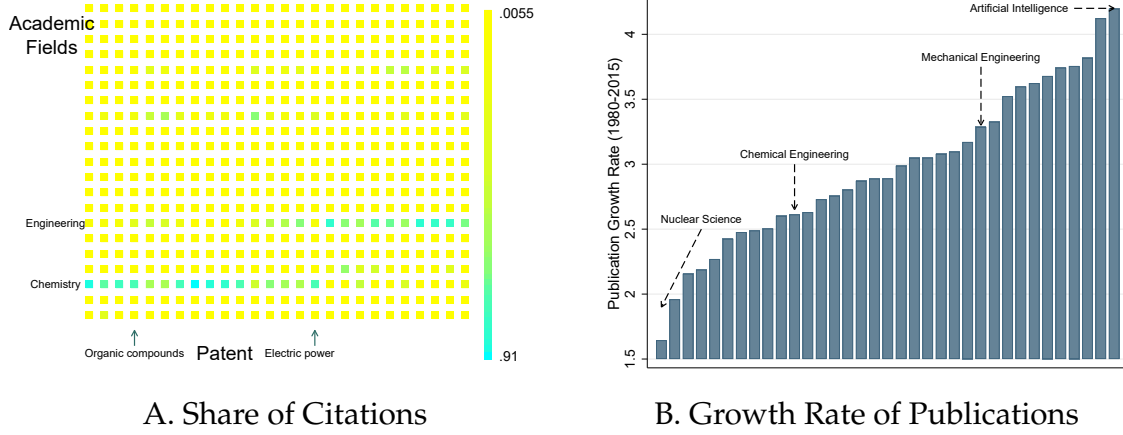 Academic
Fields
Engineering
Chemistry
Organic compounds
Patent
Electric power
.0055
.91
A. Share of Citations
Publication Growth Rate (1980-2015)
4
3.5
3
2.5
2
1.5
Nuclear Science
Chemical Engineering
Mechanical Engineering
Artificial Intelligence
B. Growth Rate of Publications